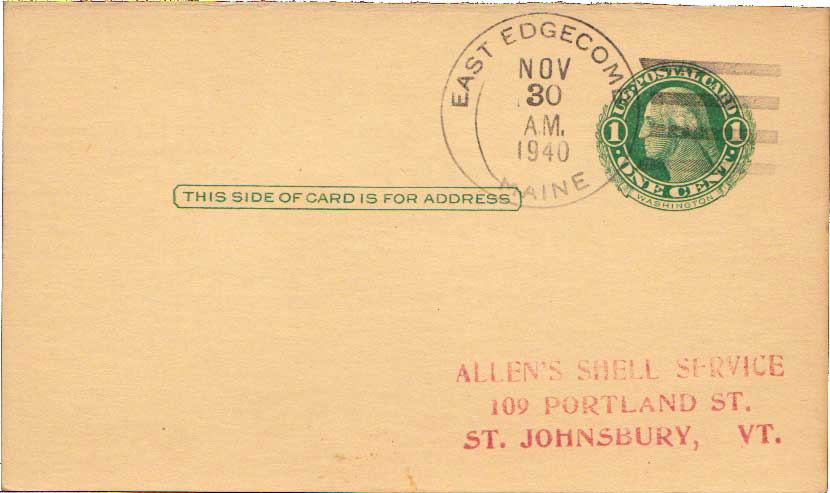 EAST EDGECOMB
NOV
30
A.M.
1940
MAINE
U.S. POSTAL CARD
1 1
ONE CENT
WASHINGTON
THIS SIDE OF CARD IS FOR ADDRESS
ALLEN'S SHELL SERVICE
109 PORTLAND ST.
ST. JOHNSBURY, VT.